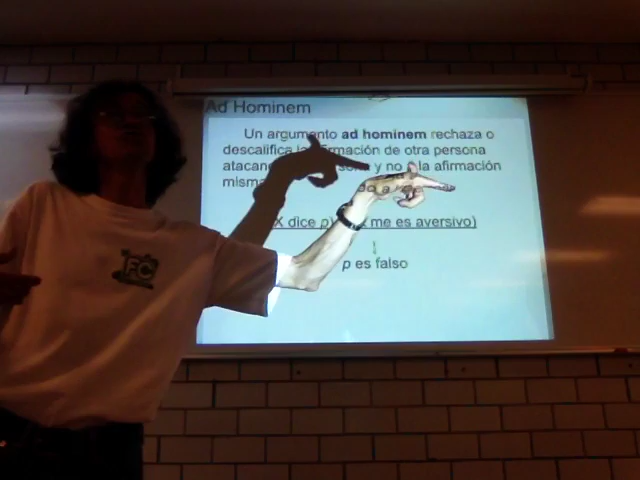 Ad Hominem
Un argumento ad hominem rechaza o
descalifica la afirmación de otra persona
atacan y no la afirmación
misma
X dice p) me es aversivo)
p es falso
FC